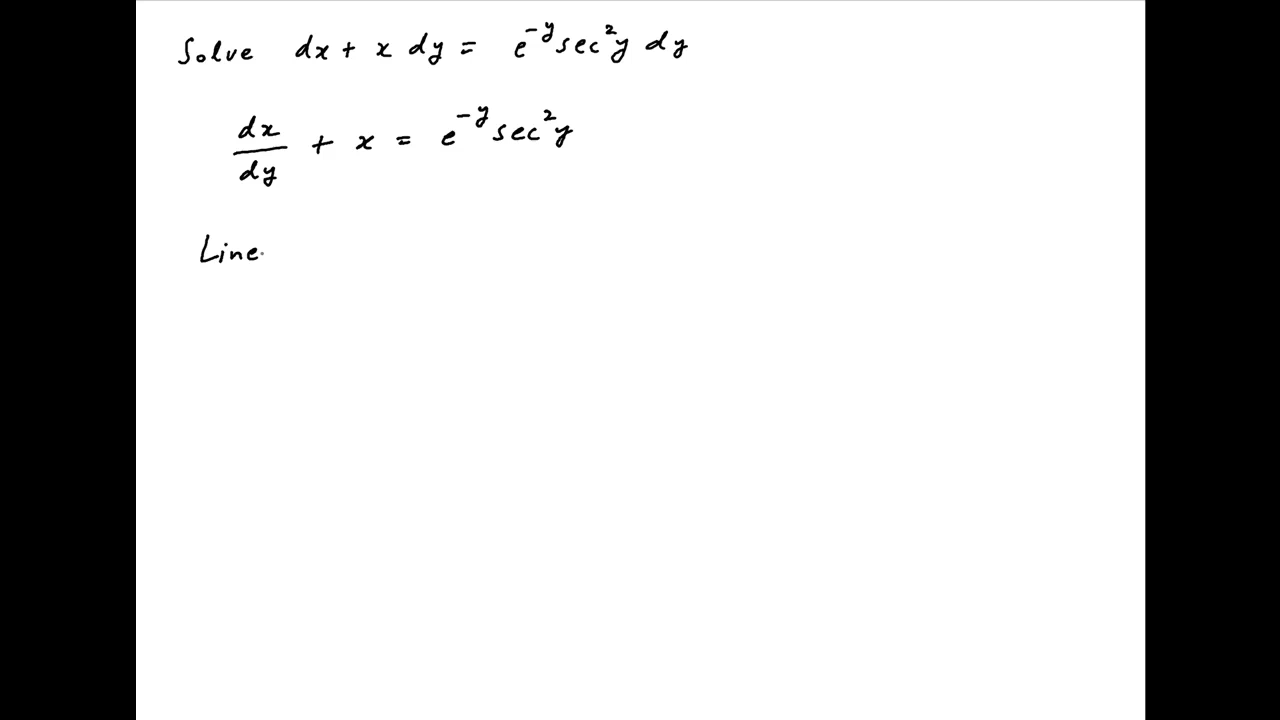 Solve dx + x dy = e^{-y} sec^2 y dy
dx/dy + x = e^{-y} sec^2 y
Line